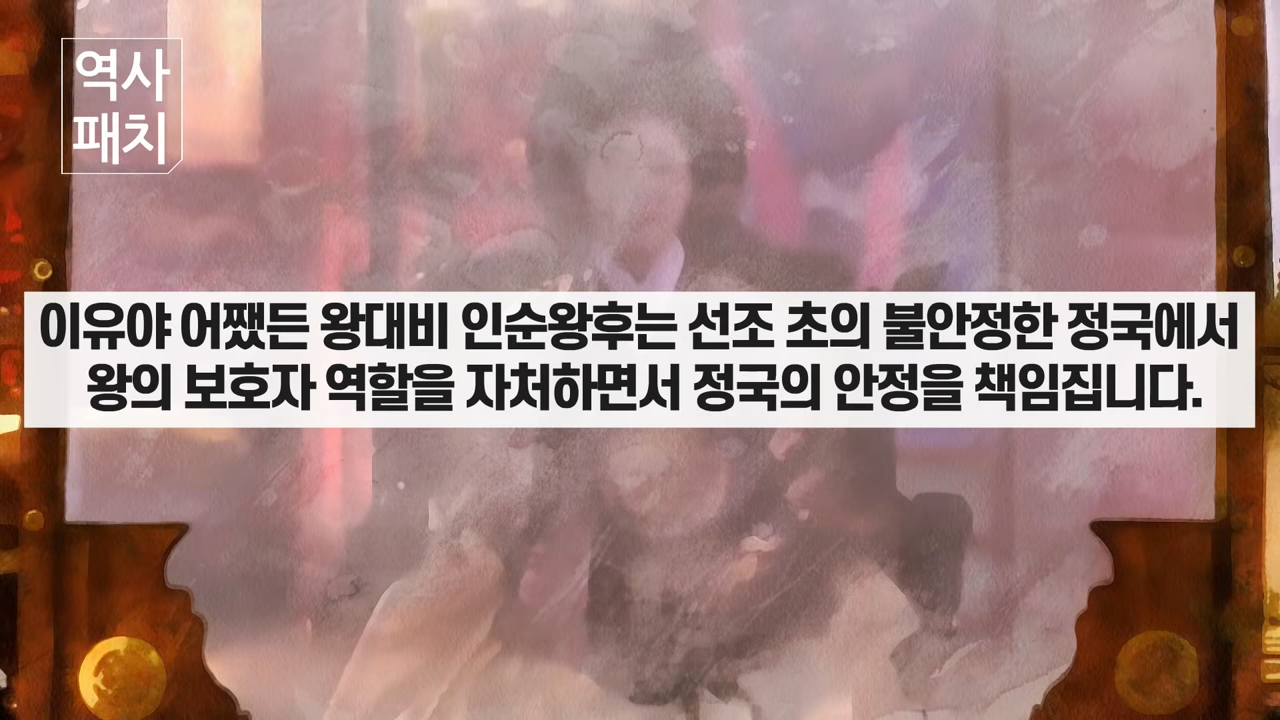 역사
패치
이유야 어쨌든 왕대비 인순왕후는 선조 초의 불안정한 정국에서
왕의 보호자 역할을 자처하면서 정국의 안정을 책임집니다.